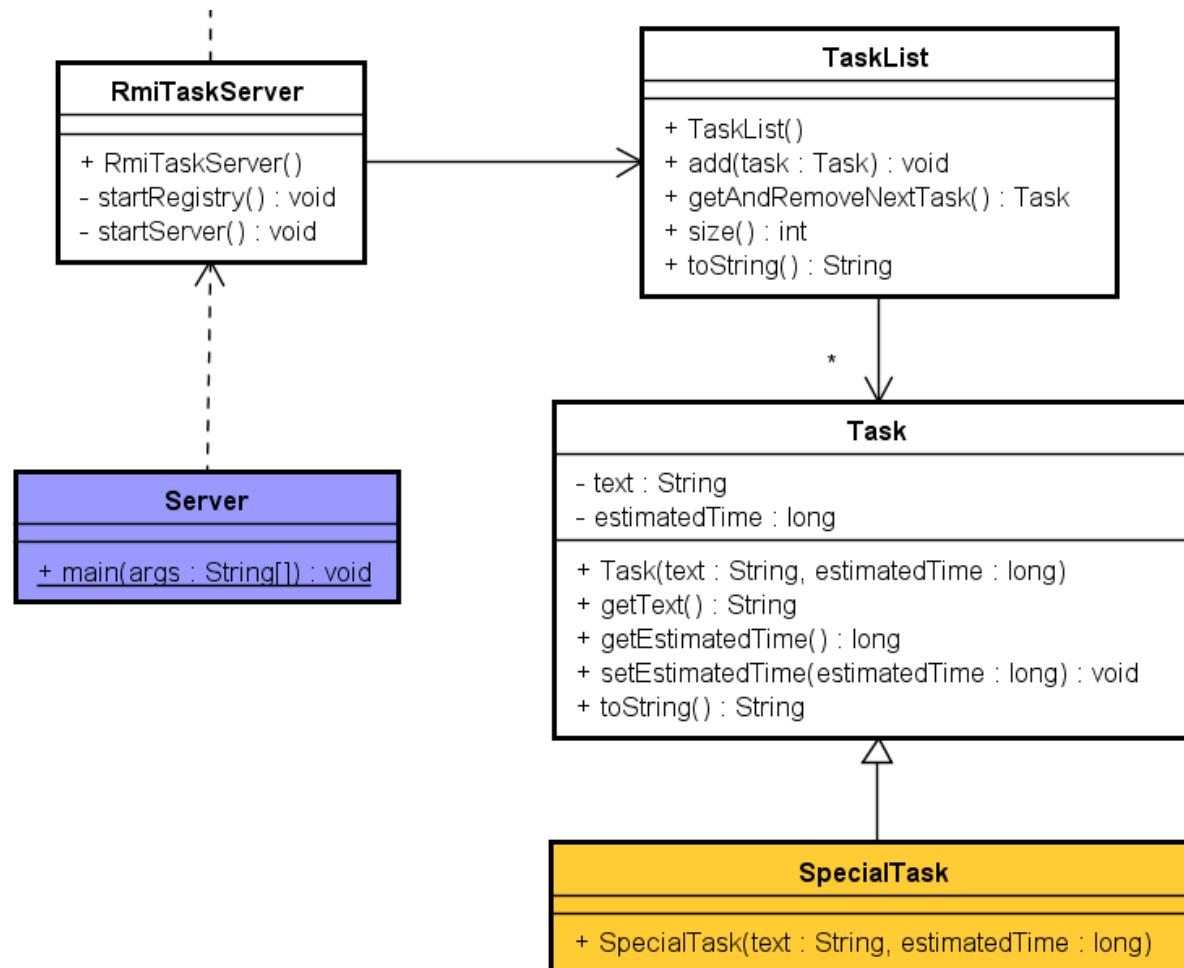 RmiTaskServer
+ RmiTaskServer()
- startRegistry() : void
- startServer() : void
TaskList
+ TaskList()
+ add(task : Task) : void
+ getAndRemoveNextTask() : Task
+ size() : int
+ toString() : String
*
Server
+ main(args : String[]) : void
Task
- text : String
- estimatedTime : long
+ Task(text : String, estimatedTime : long)
+ getText() : String
+ getEstimatedTime() : long
+ setEstimatedTime(estimatedTime : long) : void
+ toString() : String
SpecialTask
+ SpecialTask(text : String, estimatedTime : long)